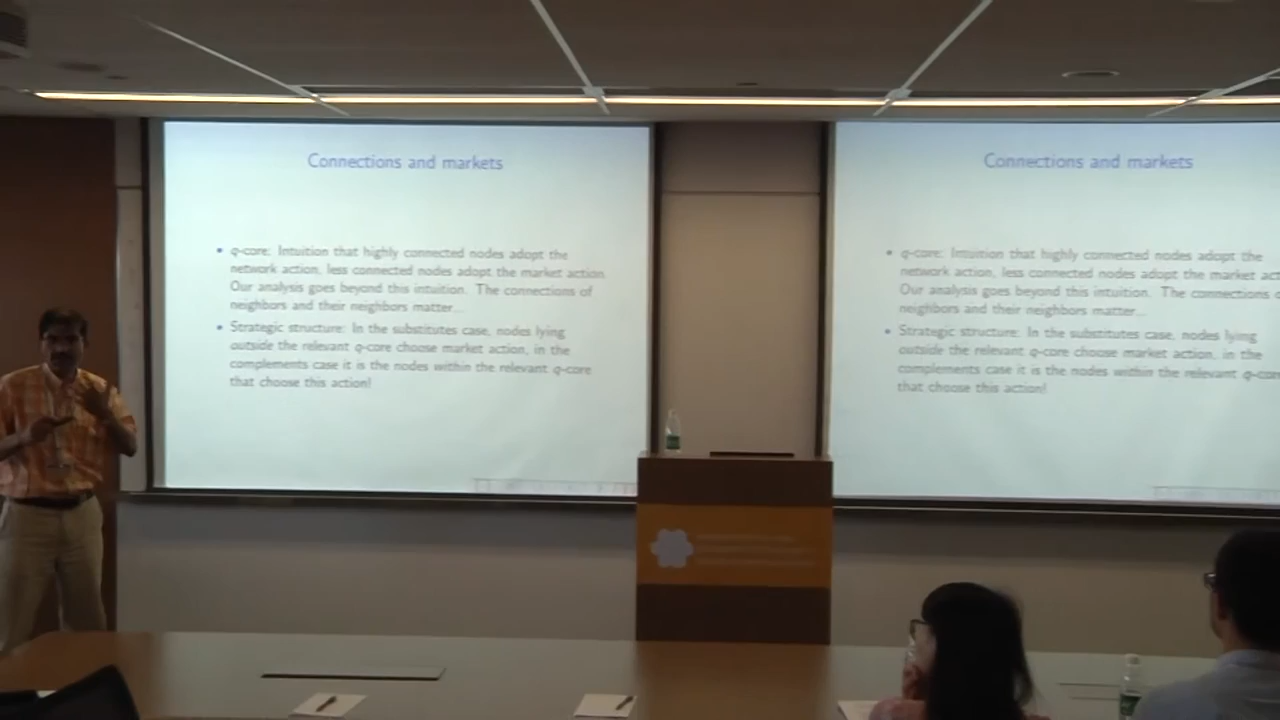 Connections and markets
• q-core: Intuition that highly connected nodes adopt the
network action, less connected nodes adopt the market action.
Our analysis goes beyond this intuition. The connections of
neighbors and their neighbors matter...
• Strategic structure: In the substitutes case, nodes lying
outside the relevant q-core choose market action, in the
complements case it is the nodes within the relevant q-core
that choose this action!
Connections and markets
• q-core: Intuition that highly connected nodes adopt the
network action, less connected nodes adopt the market
Our analysis goes beyond this intuition. The connections
neighbors and their neighbors matter...
• Strategic structure: In the substitutes case, nodes lying
outside the relevant q-core choose market action, in the
complements case it is the nodes within the relevant
that choose this action!